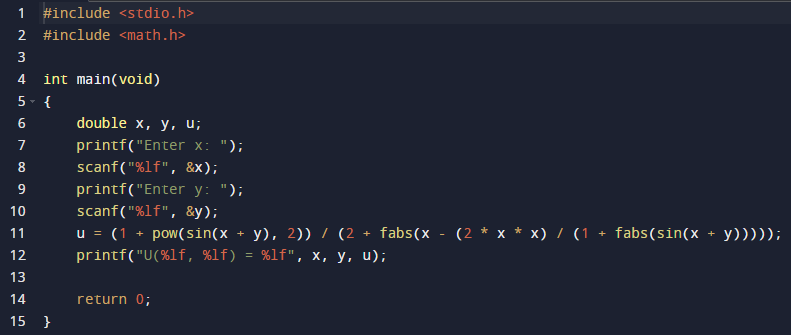 1 #include <stdio.h>
2 #include <math.h>
3
4 int main(void)
5 {
6     double x, y, u;
7     printf("Enter x: ");
8     scanf("%lf", &x);
9     printf("Enter y: ");
10     scanf("%lf", &y);
11     u = (1 + pow(sin(x + y), 2)) / (2 + fabs(x - (2 * x * x) / (1 + fabs(sin(x + y)))));
12     printf("U(%lf, %lf) = %lf", x, y, u);
13
14     return 0;
15 }